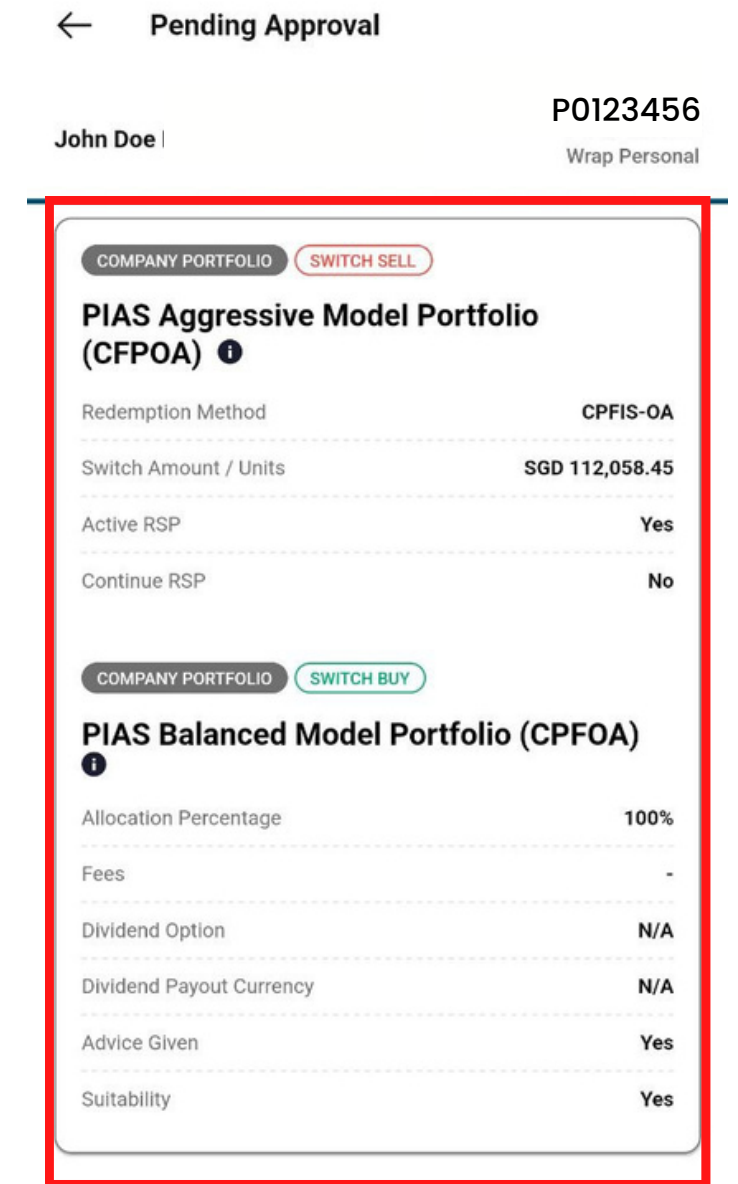 Pending Approval
P0123456
John Doe
Wrap Personal
COMPANY PORTFOLIO SWITCH SELL
PIAS Aggressive Model Portfolio
(CFPOA)
Redemption Method CPFIS-OA
Switch Amount / Units SGD 112,058.45
Active RSP Yes
Continue RSP No
COMPANY PORTFOLIO SWITCH BUY
PIAS Balanced Model Portfolio (CPFOA)
Allocation Percentage 100%
Fees -
Dividend Option N/A
Dividend Payout Currency N/A
Advice Given Yes
Suitability Yes